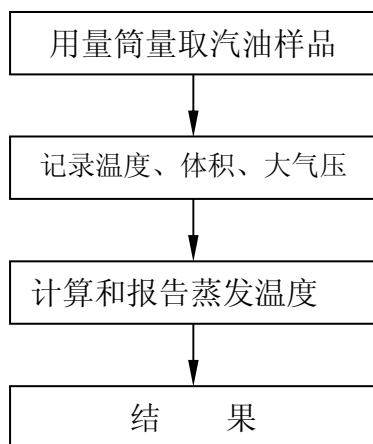 用量筒量取汽油样品
记录温度、体积、大气压
计算和报告蒸发温度
结 果